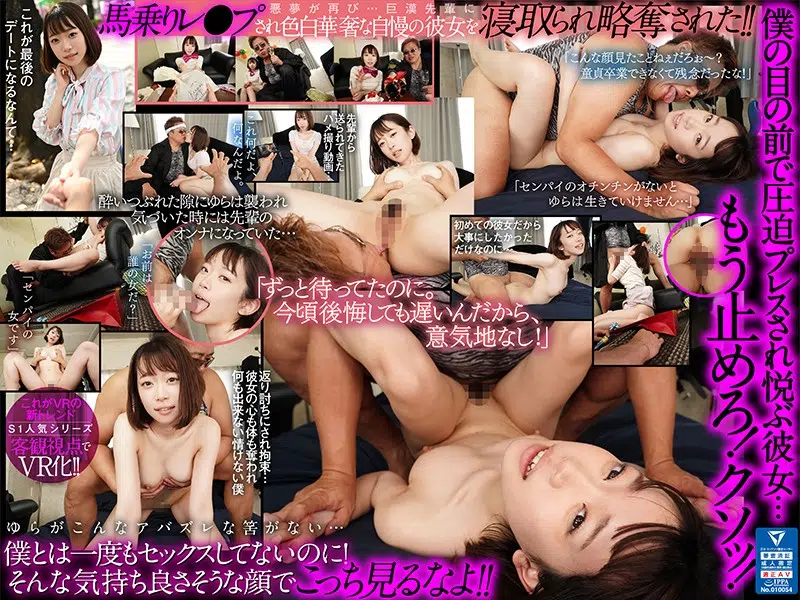 馬乗りレ●プ
悪夢が再び…巨漢先輩に
され色白華奢な自慢の彼女を
寝取られ略奪された!!
僕の目の前で圧迫プレスされ悦ぶ彼女…
もう止めろ!クソッ!
これが最後の
デートになるなんて…
「こんな顔見たことねぇだろぉ~?
童貞卒業できなくて残念だったな!」
これ何だよ、
何なんだよ。
先輩から
送られてきた
ハメ撮り動画
「センパイのオチンチンがないと
ゆらは生きていけません…」
酔いつぶれた隙にゆらは襲われ
気づいた時には先輩の
オンナになっていた…
初めての彼女だから
大事にしたかった
だけなのに…
「お前は
誰の女だ?」
「センパイの
女です」
「ずっと待ってたのに。
今頃後悔しても遅いんだから、
意気地なし!」
返り討ちにされ拘束…
彼女の心も体も奪われ
何も出来ない情けない僕
これがVRの
新トレンド
S1人気シリーズ
客観視点で
VR化!!
ゆらがこんなアバズレな筈がない…
僕とは一度もセックスしてないのに!
そんな気持ち良さそうな顔でこっち見るなよ!!
審査済証
成人指定
適正AV
IPPA
No.010054